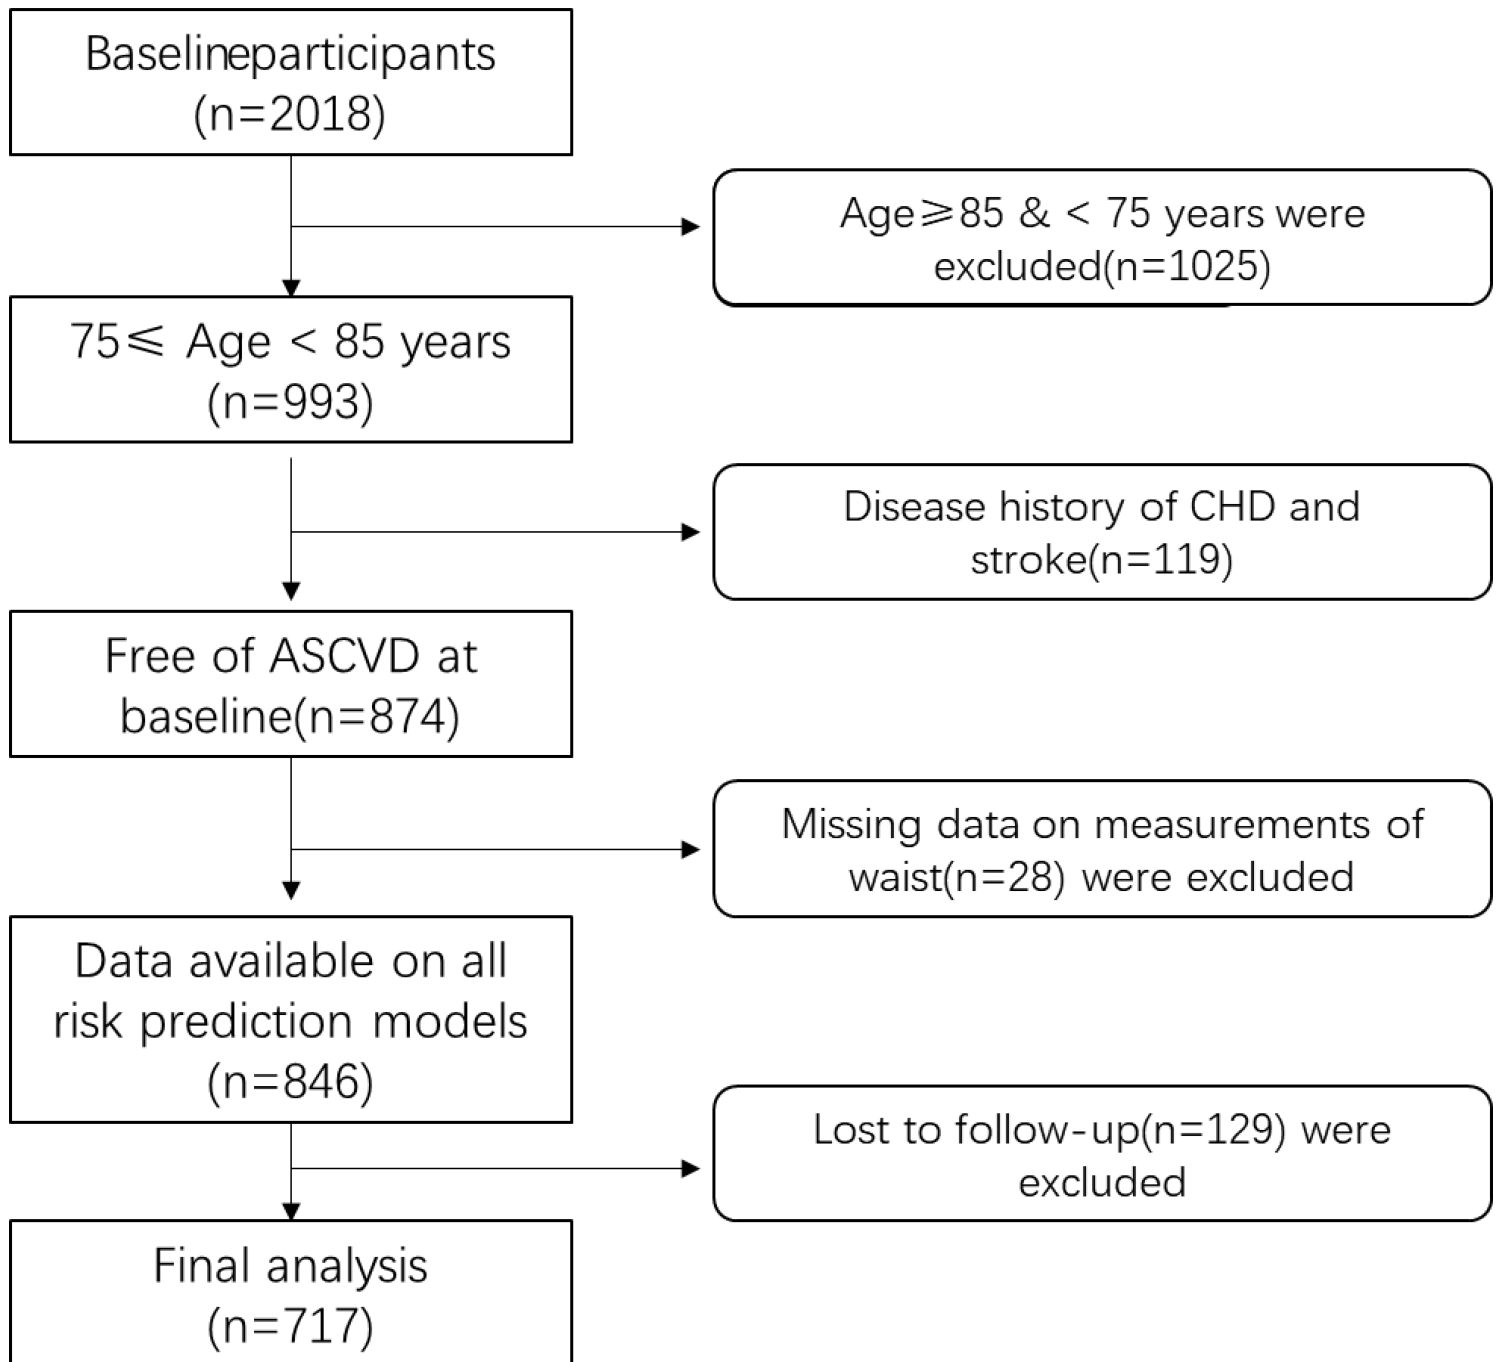 Baselineparticipants
(n=2018)
Age≥85 & < 75 years were
excluded(n=1025)
75≤ Age < 85 years
(n=993)
Disease history of CHD and
stroke(n=119)
Free of ASCVD at
baseline(n=874)
Missing data on measurements of
waist(n=28) were excluded
Data available on all
risk prediction models
(n=846)
Lost to follow-up(n=129) were
excluded
Final analysis
(n=717)